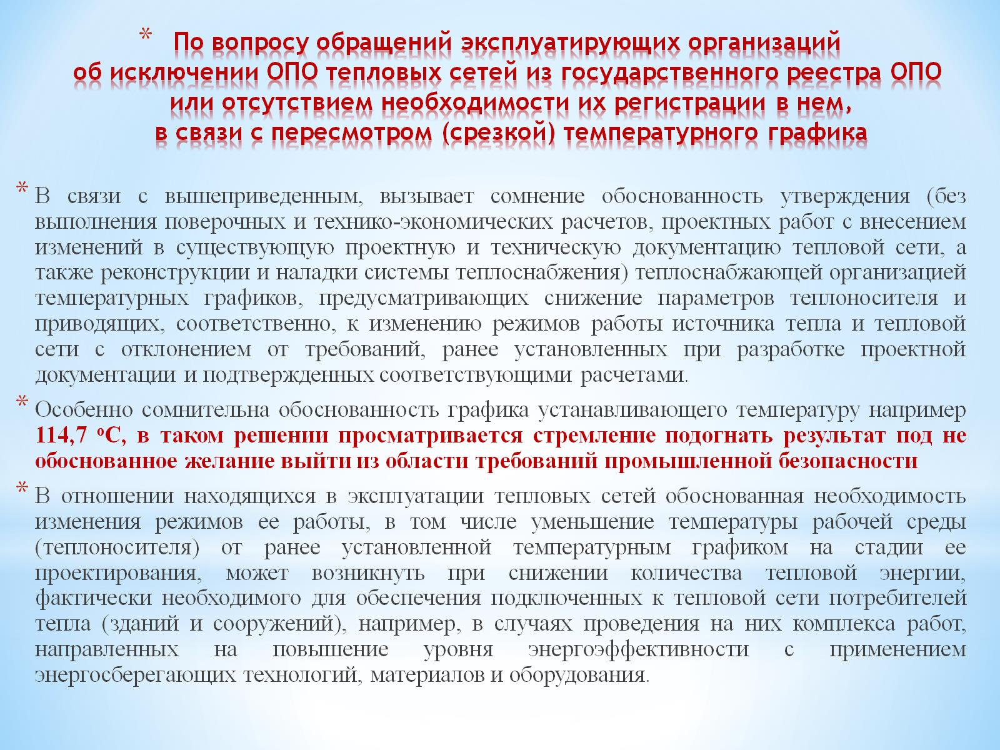 * По вопросу обращений эксплуатирующих организаций
об исключении ОПО тепловых сетей из государственного реестра ОПО
или отсутствием необходимости их регистрации в нем,
в связи с пересмотром (срезкой) температурного графика
* В связи с вышеприведенным, вызывает сомнение обоснованность утверждения (без
выполнения поверочных и технико-экономических расчетов, проектных работ с внесением
изменений в существующую проектную и техническую документацию тепловой сети, а
также реконструкции и наладки системы теплоснабжения) теплоснабжающей организацией
температурных графиков, предусматривающих снижение параметров теплоносителя и
приводящих, соответственно, к изменению режимов работы источника тепла и тепловой
сети с отклонением от требований, ранее установленных при разработке проектной
документации и подтвержденных соответствующими расчетами.
* Особенно сомнительна обоснованность графика устанавливающего температуру например
114,7 ºС, в таком решении просматривается стремление подогнать результат под не
обоснованное желание выйти из области требований промышленной безопасности
* В отношении находящихся в эксплуатации тепловых сетей обоснованная необходимость
изменения режимов ее работы, в том числе уменьшение температуры рабочей среды
(теплоносителя) от ранее установленной температурным графиком на стадии ее
проектирования, может возникнуть при снижении количества тепловой энергии,
фактически необходимого для обеспечения подключенных к тепловой сети потребителей
тепла (зданий и сооружений), например, в случаях проведения на них комплекса работ,
направленных на повышение уровня энергоэффективности с применением
энергосберегающих технологий, материалов и оборудования.